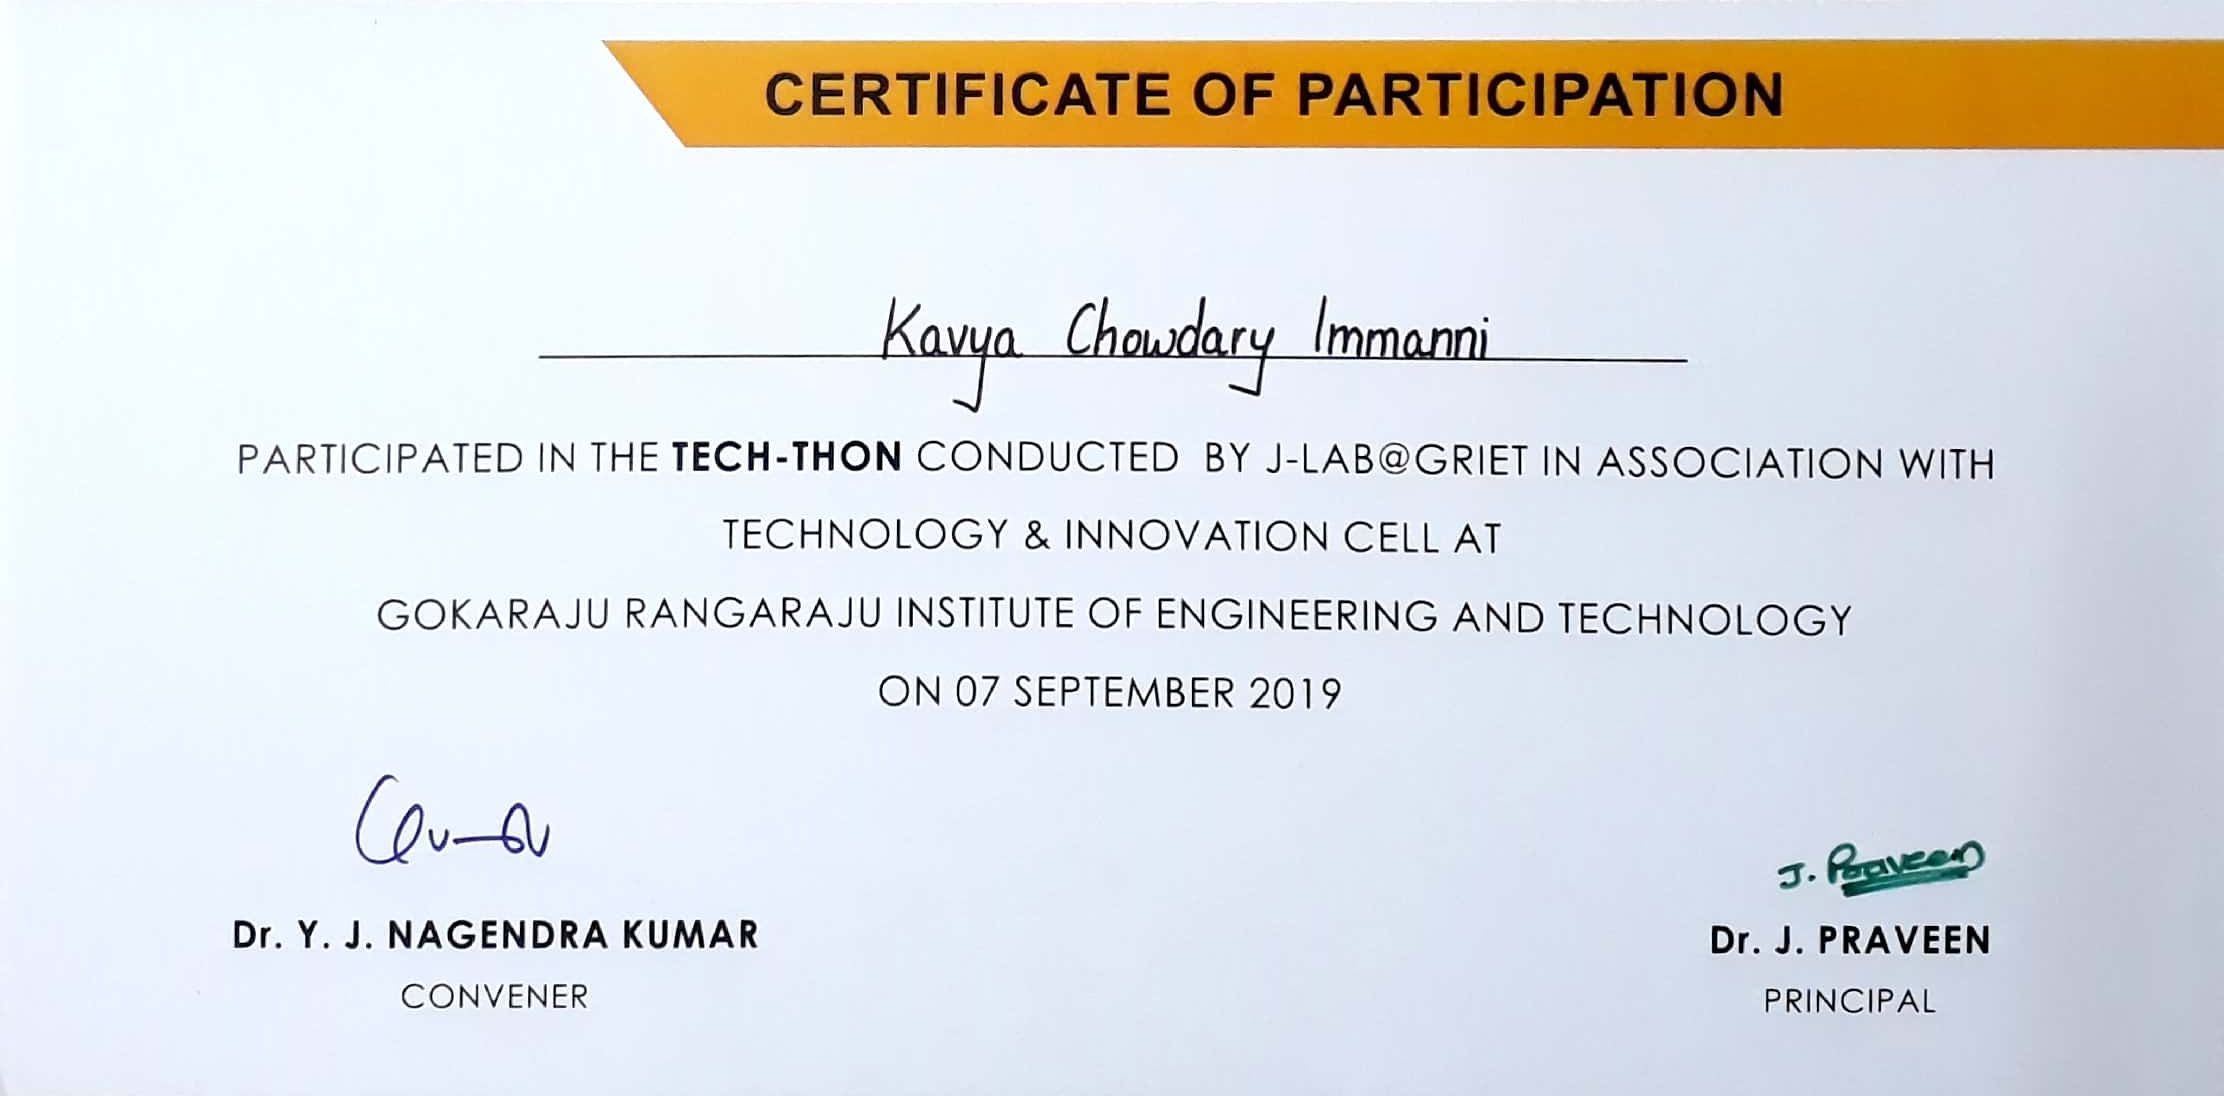 CERTIFICATE OF PARTICIPATION
Kavya Chowdary Immanni
PARTICIPATED IN THE TECH-THON CONDUCTED BY J-LAB@GRIET IN ASSOCIATION WITH
TECHNOLOGY & INNOVATION CELL AT
GOKARAJU RANGARAJU INSTITUTE OF ENGINEERING AND TECHNOLOGY
ON 07 SEPTEMBER 2019
J. Praveen
Dr. Y. J. NAGENDRA KUMAR
Dr. J. PRAVEEN
CONVENER
PRINCIPAL